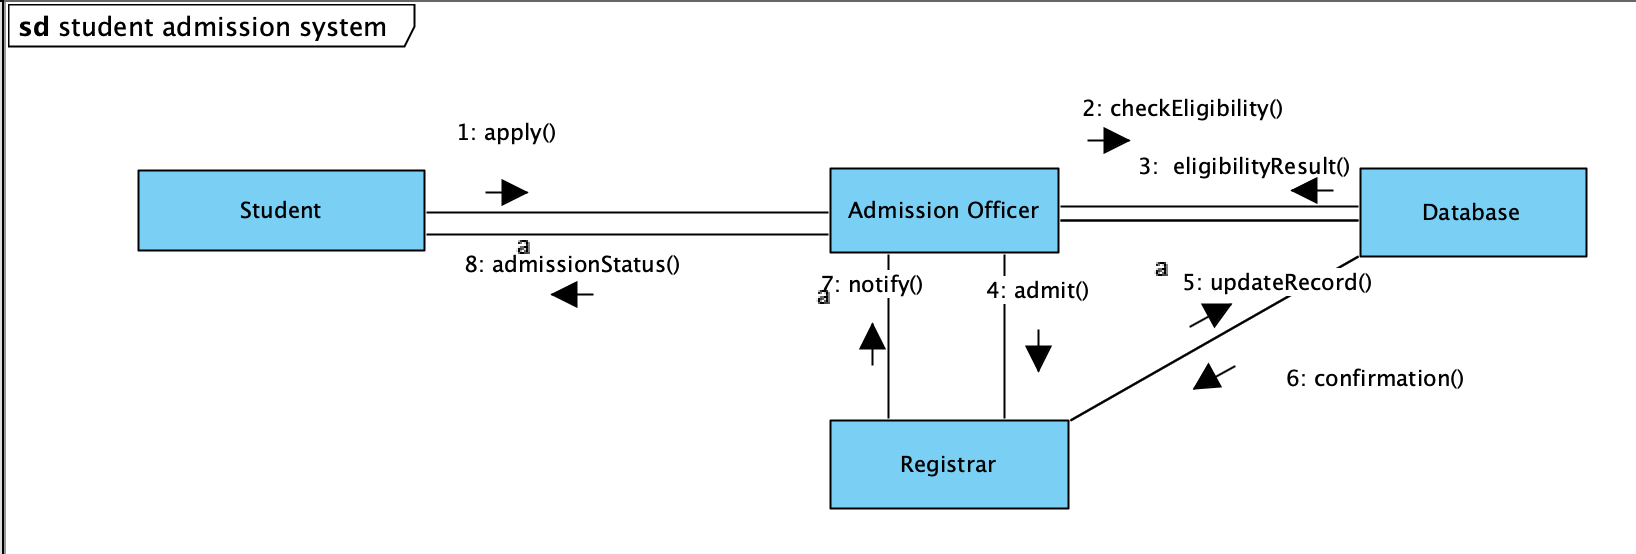 sd student admission system
1: apply()
2: checkEligibility()
3: eligibilityResult()
Student
Admission Officer
Database
a
8: admissionStatus()
7: notify()
a
4: admit()
a
5: updateRecord()
6: confirmation()
Registrar